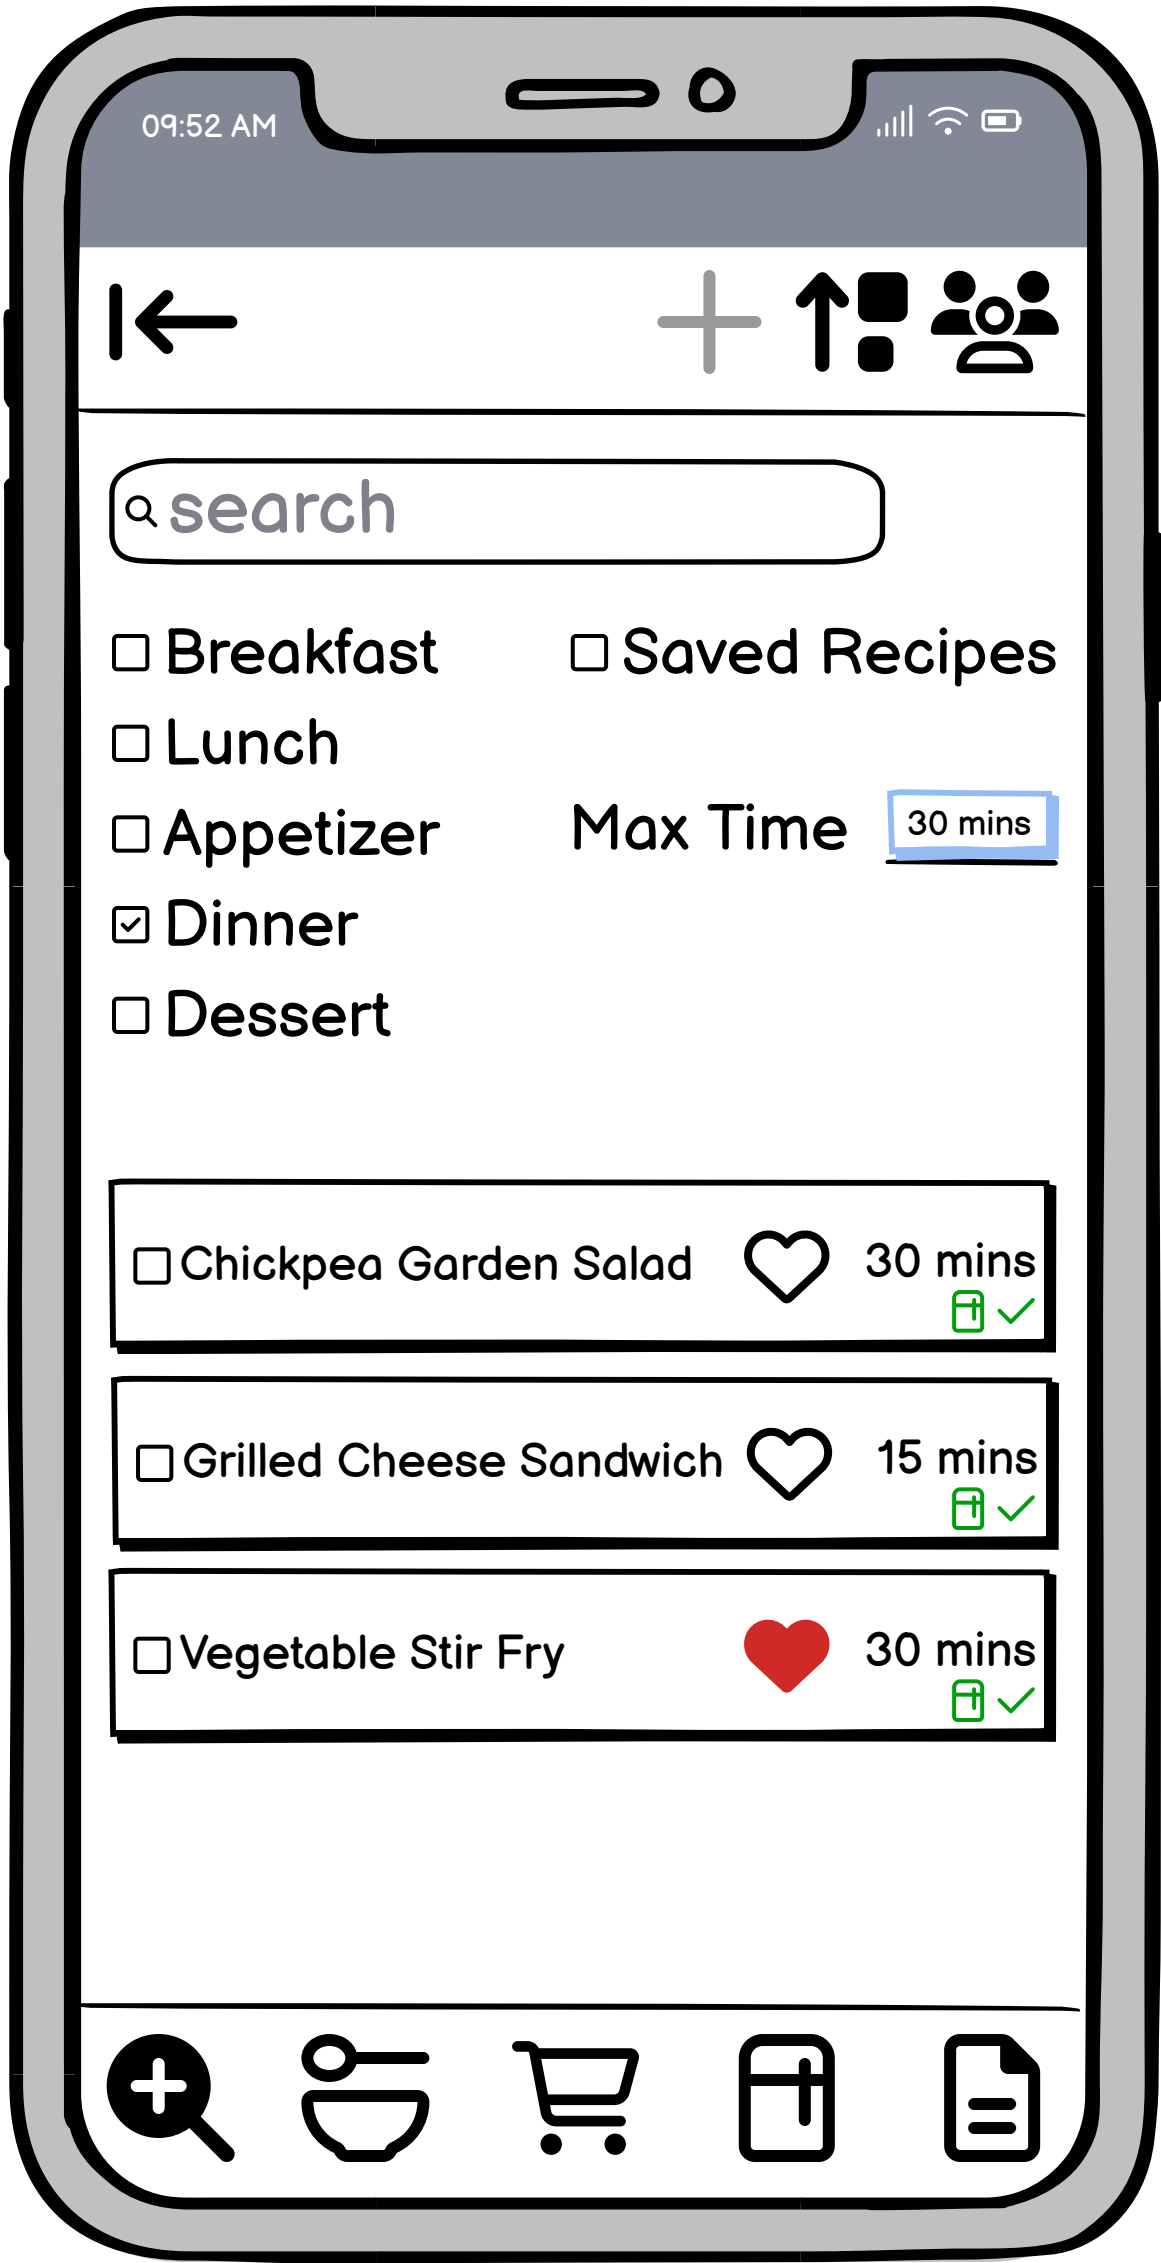 09:52 AM
search
Breakfast
Saved Recipes
Lunch
Appetizer
Max Time
30 mins
Dinner
Dessert
Chickpea Garden Salad
30 mins
Grilled Cheese Sandwich
15 mins
Vegetable Stir Fry
30 mins